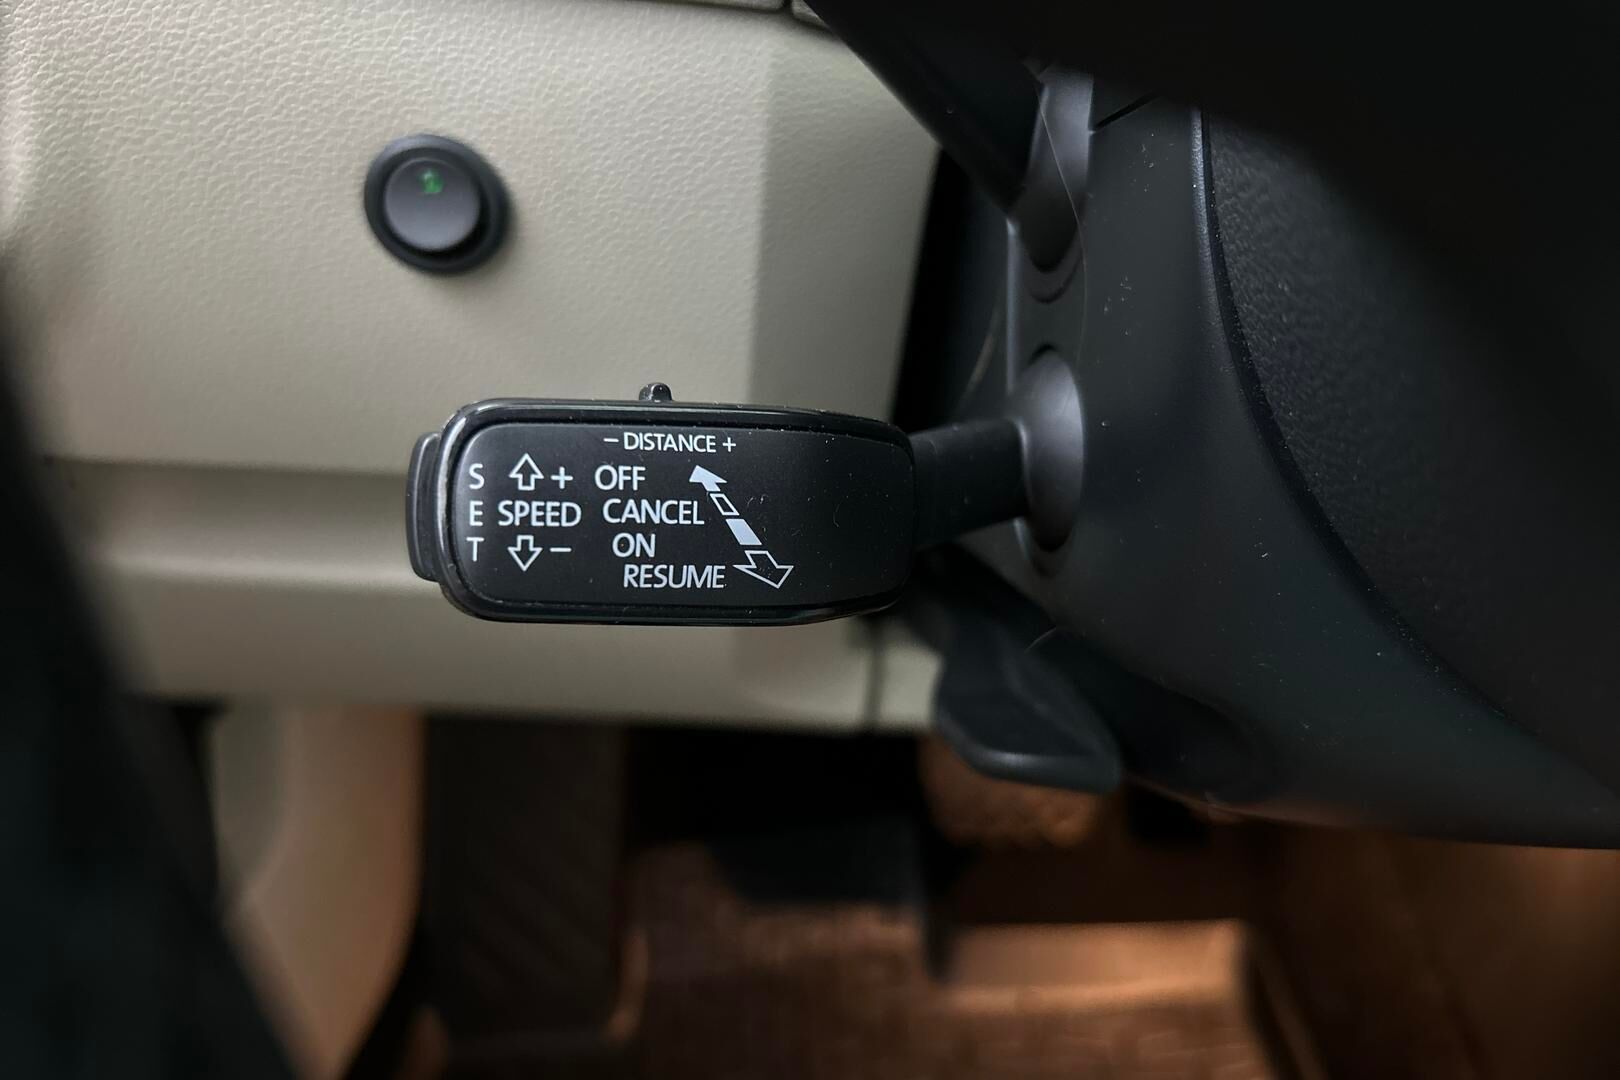 − DISTANCE +
S + OFF
E SPEED CANCEL
T − ON
RESUME